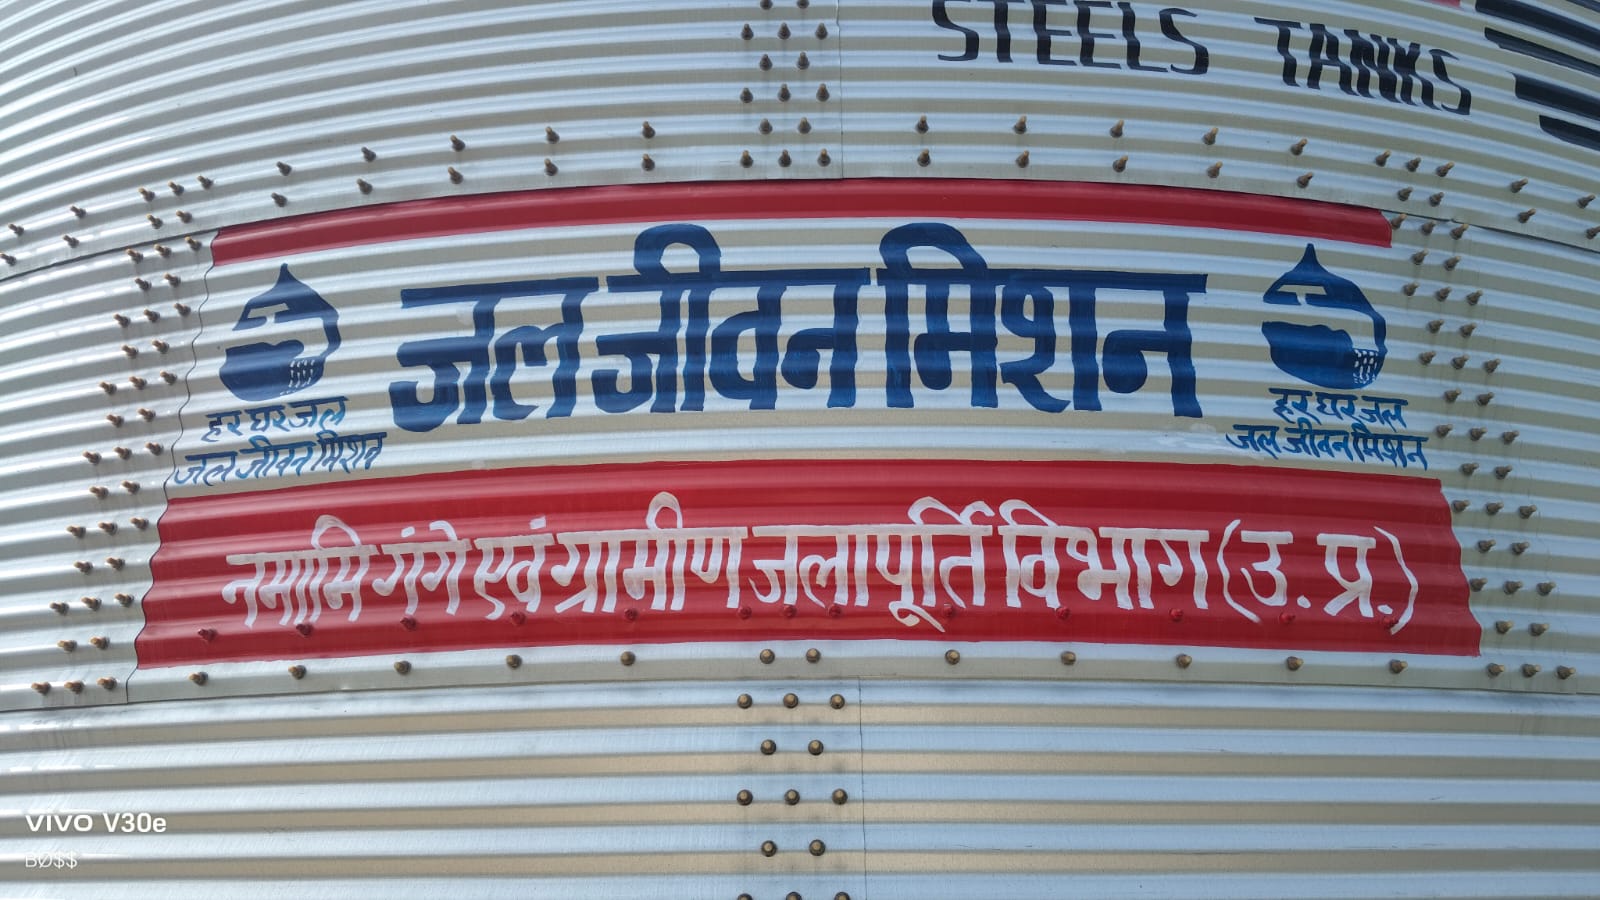 STEELS TANKS
जल जीवन मिशन
हर घर जल
जल जीवन मिशन
हर घर जल
जल जीवन मिशन
नमामि गंगे एवं ग्रामीण जलापूर्ति विभाग (उ. प्र.)
VIVO V30e
BØ$$